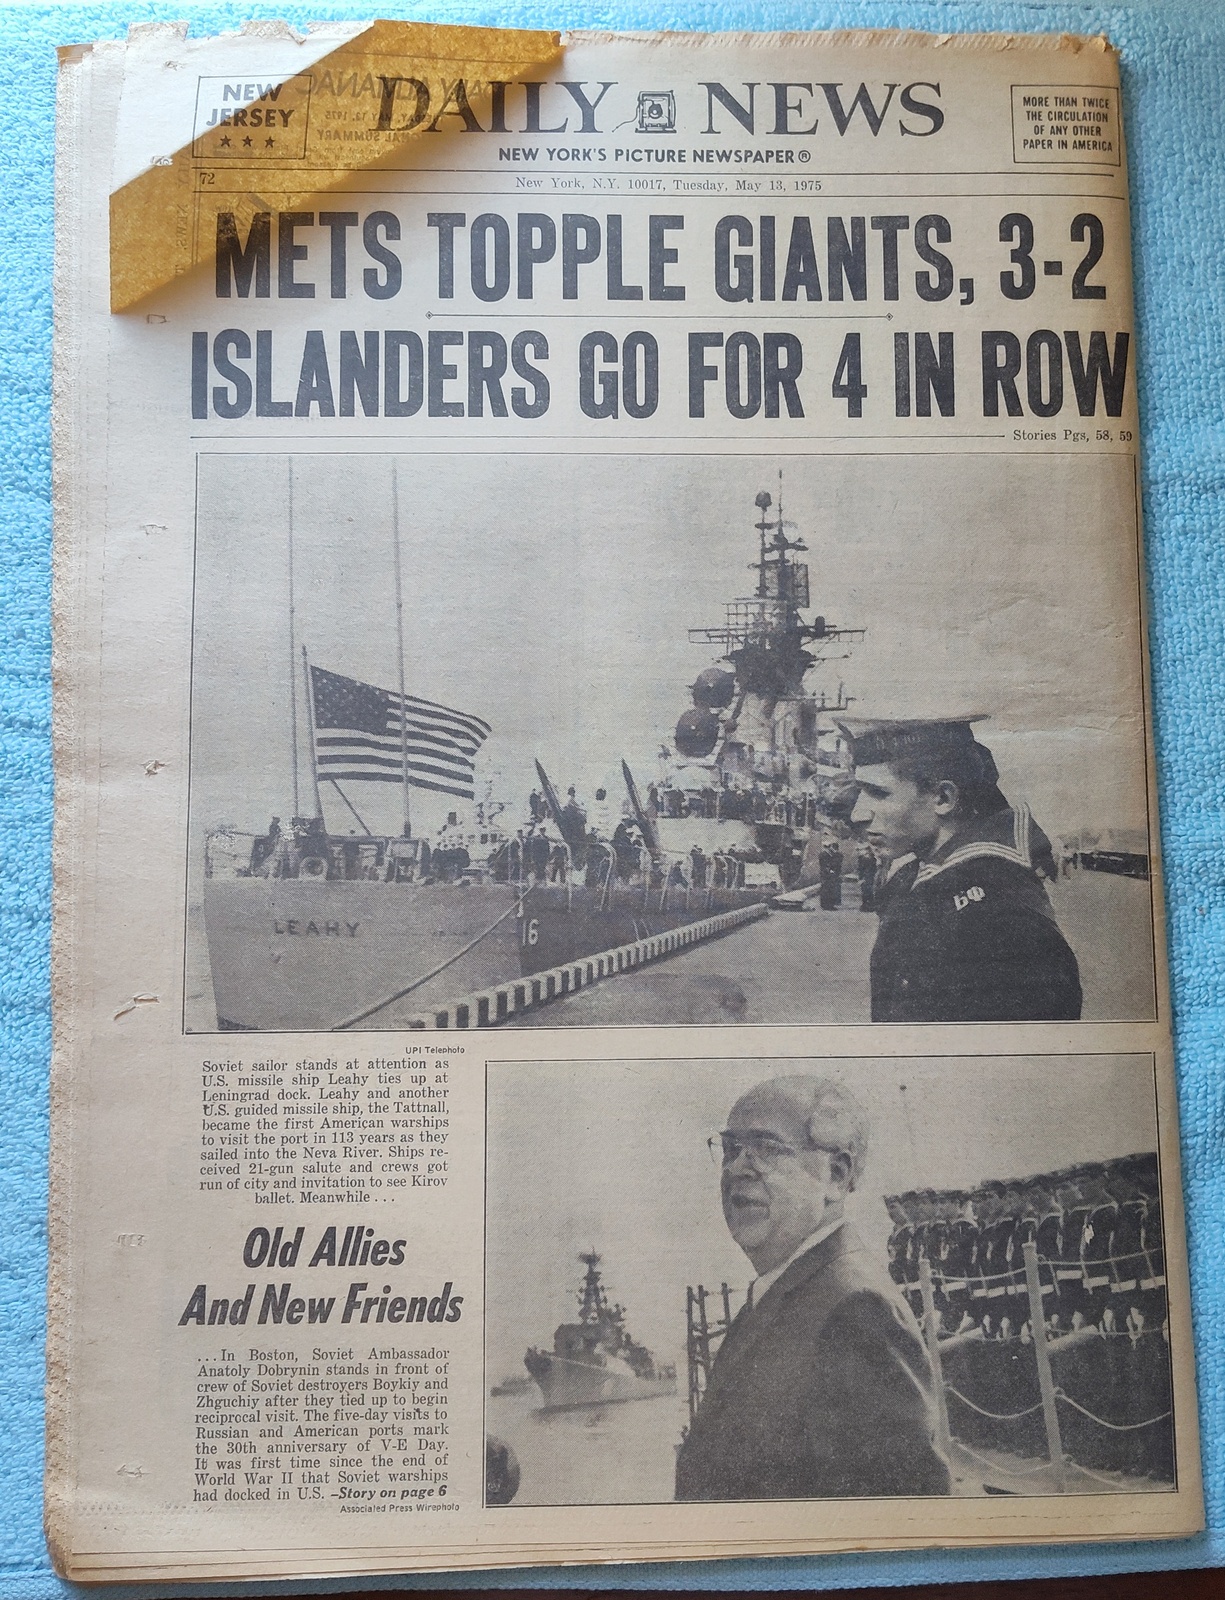 NEW
JERSEY
★ ★ ★
DAILY NEWS
NEW YORK'S PICTURE NEWSPAPER®
MORE THAN TWICE
THE CIRCULATION
OF ANY OTHER
PAPER IN AMERICA
72
New York, N.Y. 10017, Tuesday, May 13, 1975
METS TOPPLE GIANTS, 3-2
ISLANDERS GO FOR 4 IN ROW
Stories Pgs, 58, 59
LEAHY
16
БФ
UPI Telephoto
Soviet sailor stands at attention as
U.S. missile ship Leahy ties up at
Leningrad dock. Leahy and another
U.S. guided missile ship, the Tattnall,
became the first American warships
to visit the port in 113 years as they
sailed into the Neva River. Ships re-
ceived 21-gun salute and crews got
run of city and invitation to see Kirov
ballet. Meanwhile . . .
Old Allies
And New Friends
. . . In Boston, Soviet Ambassador
Anatoly Dobrynin stands in front of
crew of Soviet destroyers Boykiy and
Zhguchiy after they tied up to begin
reciprocal visit. The five-day visits to
Russian and American ports mark
the 30th anniversary of V-E Day.
It was first time since the end of
World War II that Soviet warships
had docked in U.S. –Story on page 6
Associated Press Wirephoto